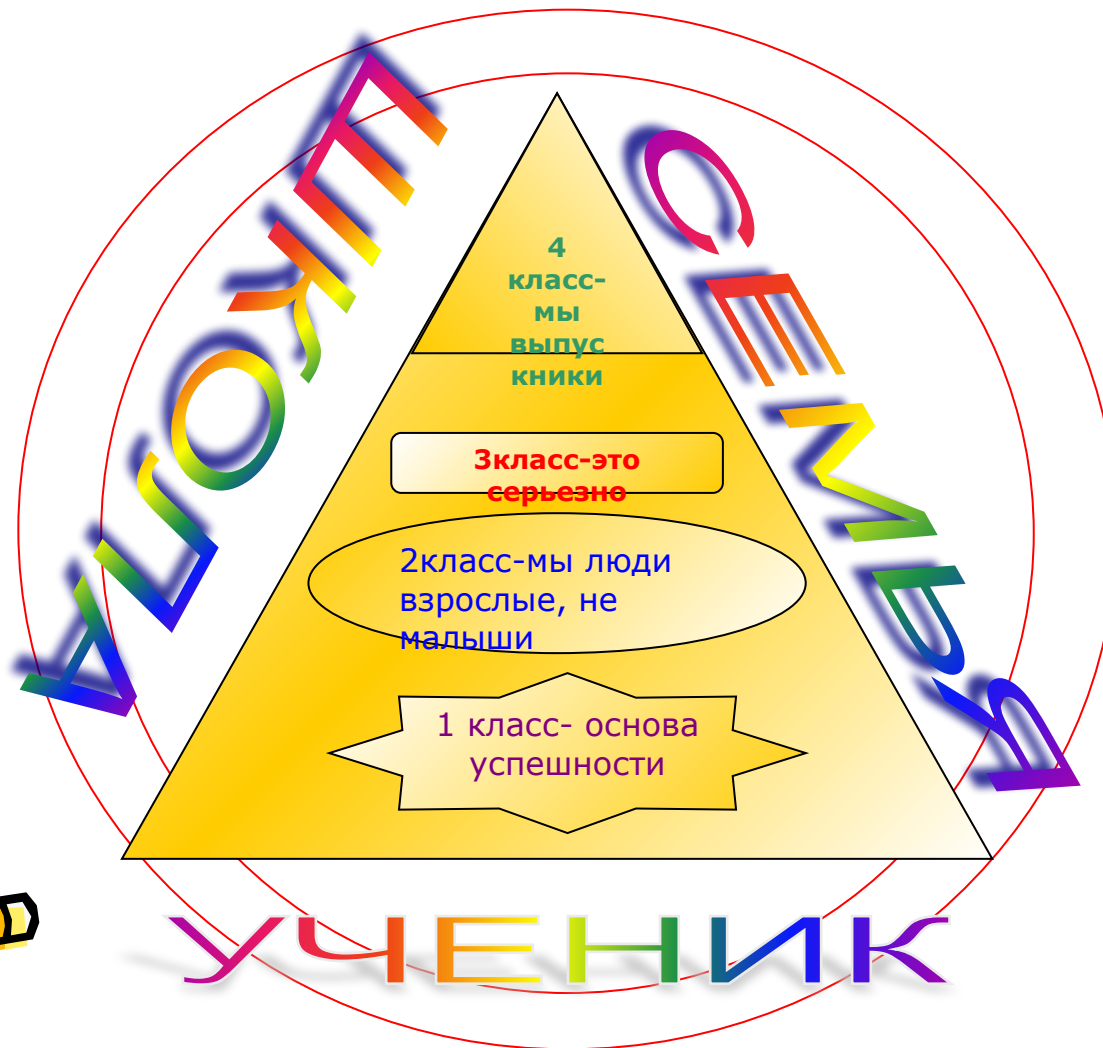 ШКОЛА
СЕМЬЯ
4
класс-
мы
выпус
кники
3класс-это
серьезно
2класс-мы люди
взрослые, не
малыши
1 класс- основа
успешности
УЧЕНИК